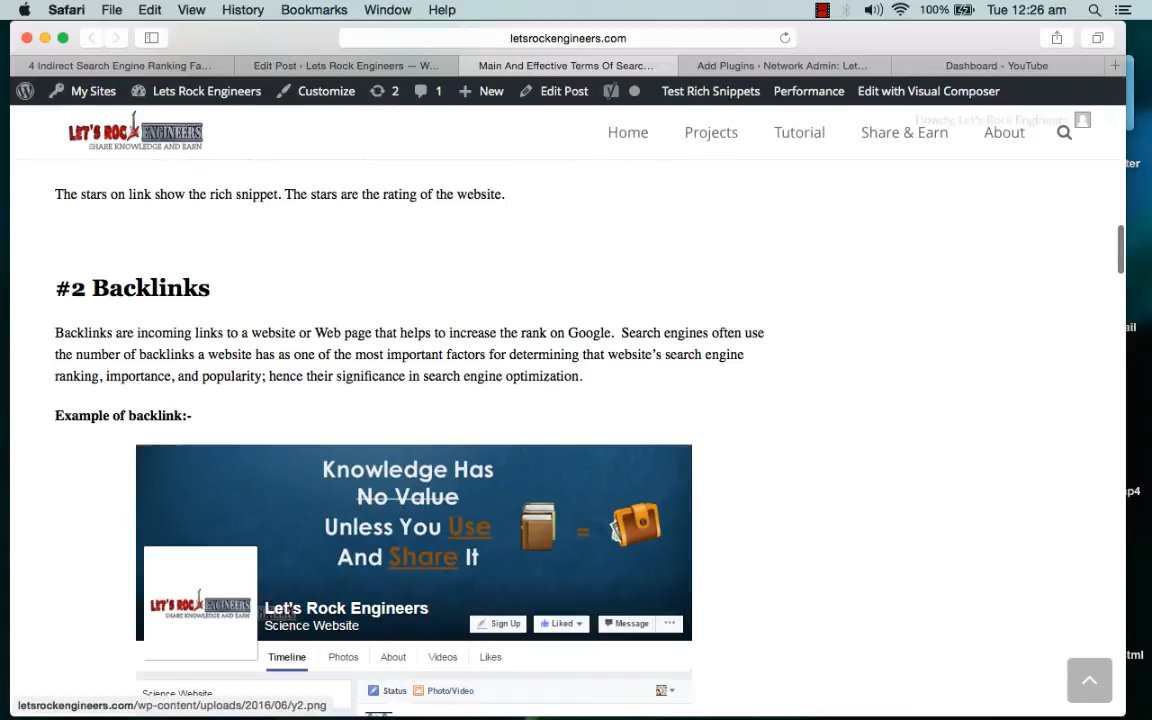 Safari File Edit View History Bookmarks Window Help 100% Tue 12:26 am
letsrockengineers.com
4 Indirect Search Engine Ranking Fa... Edit Post ‹ Lets Rock Engineers — W... Main And Effective Terms Of Searc... Add Plugins ‹ Network Admin: Let... Dashboard - YouTube
My Sites Lets Rock Engineers Customize 2 1 New Edit Post Test Rich Snippets Performance Edit with Visual Composer
Howdy, Let's Rock Engineers
LET'S ROCK ENGINEERS
SHARE KNOWLEDGE AND EARN
Home Projects Tutorial Share & Earn About
The stars on link show the rich snippet. The stars are the rating of the website.
#2 Backlinks
Backlinks are incoming links to a website or Web page that helps to increase the rank on Google. Search engines often use
the number of backlinks a website has as one of the most important factors for determining that website's search engine
ranking, importance, and popularity; hence their significance in search engine optimization.
Example of backlink:-
Knowledge Has
No Value
Unless You Use =
And Share It
LET'S ROCK ENGINEERS
SHARE KNOWLEDGE AND EARN
Let's Rock Engineers
Science Website
Sign Up Liked Message ...
Timeline Photos About Videos Likes
Science Website
Status Photo/Video
letsrockengineers.com/wp-content/uploads/2016/06/y2.png
ter
ail
p4
tml